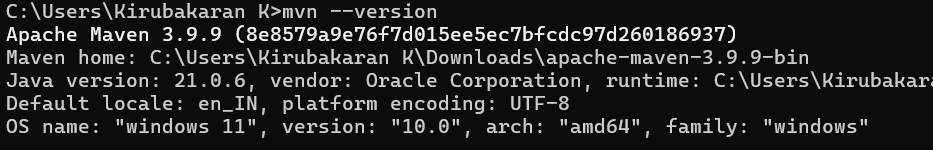 C:\Users\Kirubakaran K>mvn --version
Apache Maven 3.9.9 (8e8579a9e76f7d015ee5ec7bfcdc97d260186937)
Maven home: C:\Users\Kirubakaran K\Downloads\apache-maven-3.9.9-bin
Java version: 21.0.6, vendor: Oracle Corporation, runtime: C:\Users\Kirubakara
Default locale: en_IN, platform encoding: UTF-8
OS name: "windows 11", version: "10.0", arch: "amd64", family: "windows"